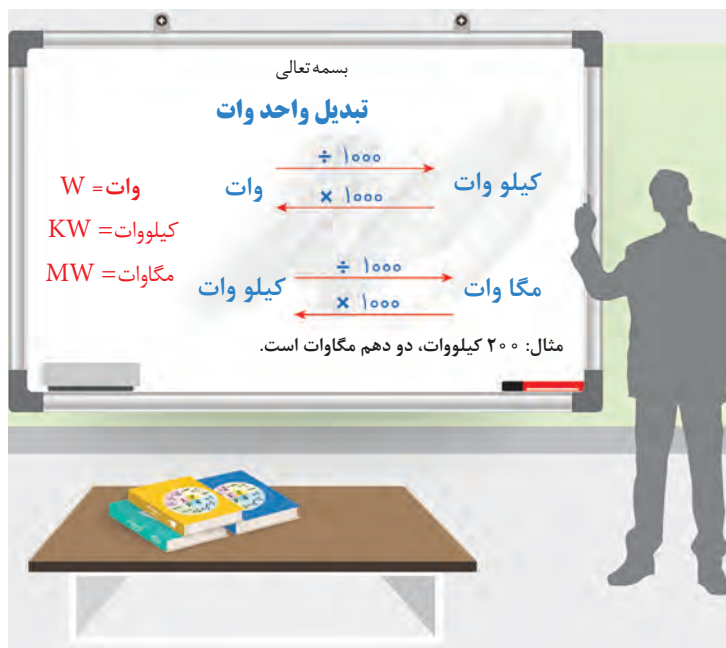 بسمه تعالی
تبدیل واحد وات
÷ ۱۰۰۰
کیلو وات
وات
× ۱۰۰۰
وات = W
کیلووات = KW
مگاوات = MW
÷ ۱۰۰۰
مگا وات
کیلو وات
× ۱۰۰۰
مثال: ۲۰۰ کیلووات، دو دهم مگاوات است.